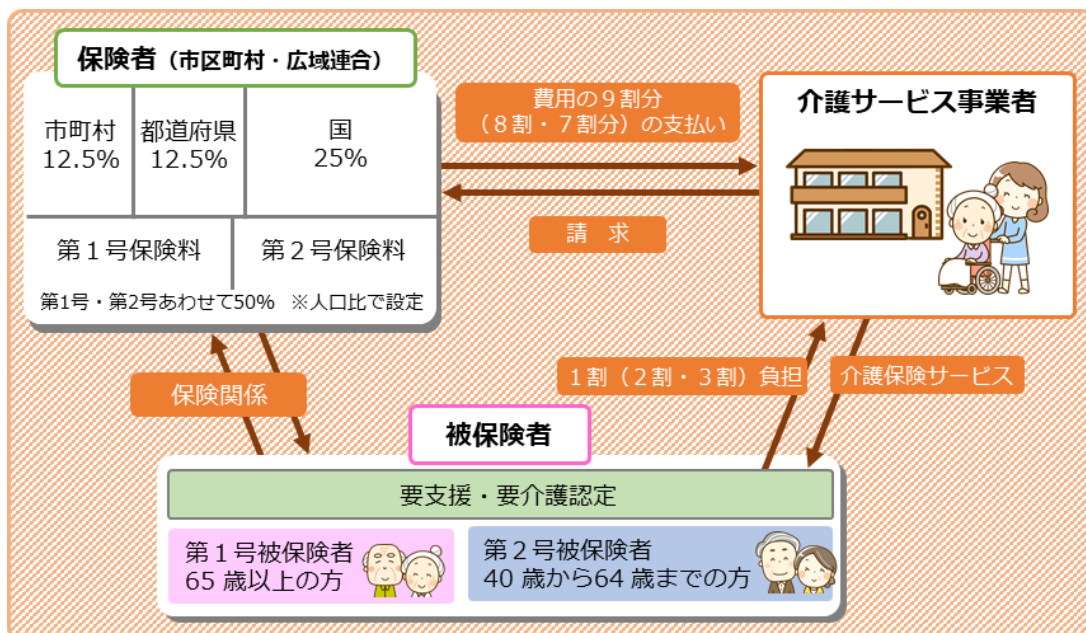 保険者（市区町村・広域連合）
市町村
12.5%
都道府県
12.5%
国
25%
第１号保険料
第２号保険料
第1号・第2号あわせて50%　※人口比で設定
費用の９割分
（８割・７割分）の支払い
請　求
介護サービス事業者
保険関係
１割（２割・３割）負担
介護保険サービス
被保険者
要支援・要介護認定
第１号被保険者
65 歳以上の方
第２号被保険者
40 歳から64 歳までの方